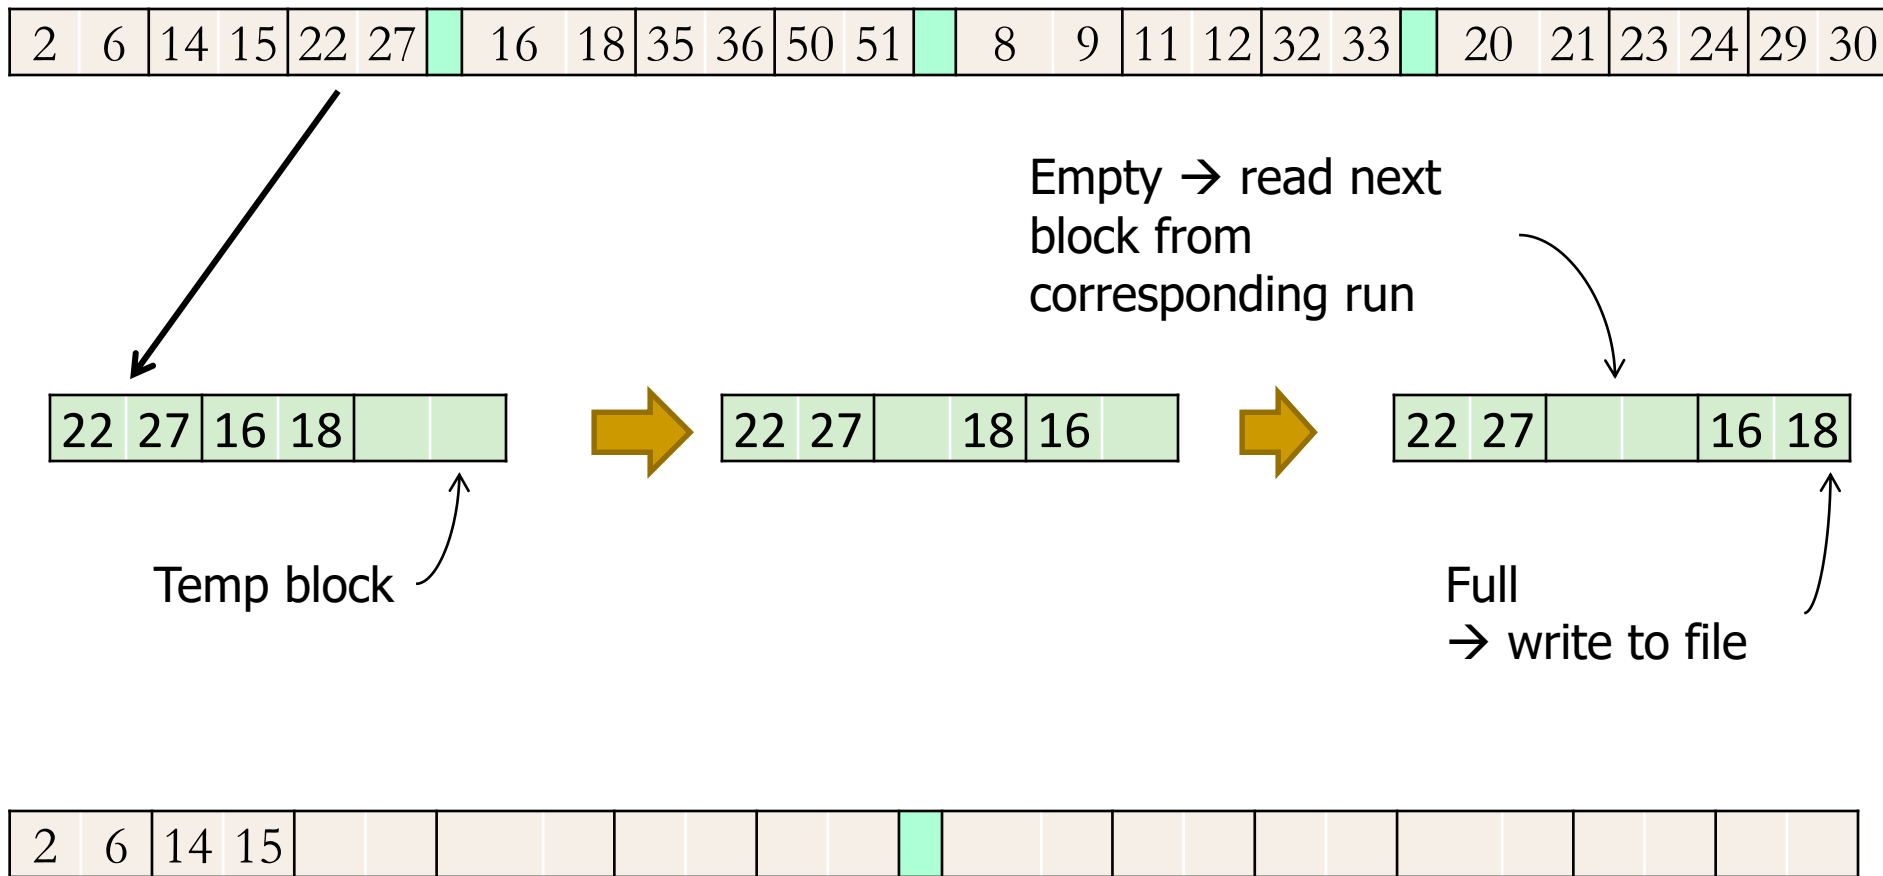 2 6 14 15 22 27 16 18 35 36 50 51 8 9 11 12 32 33 20 21 23 24 29 30
Empty → read next
block from
corresponding run
22 27 16 18
22 27 18 16
22 27 16 18
Temp block
Full
→ write to file
2 6 14 15